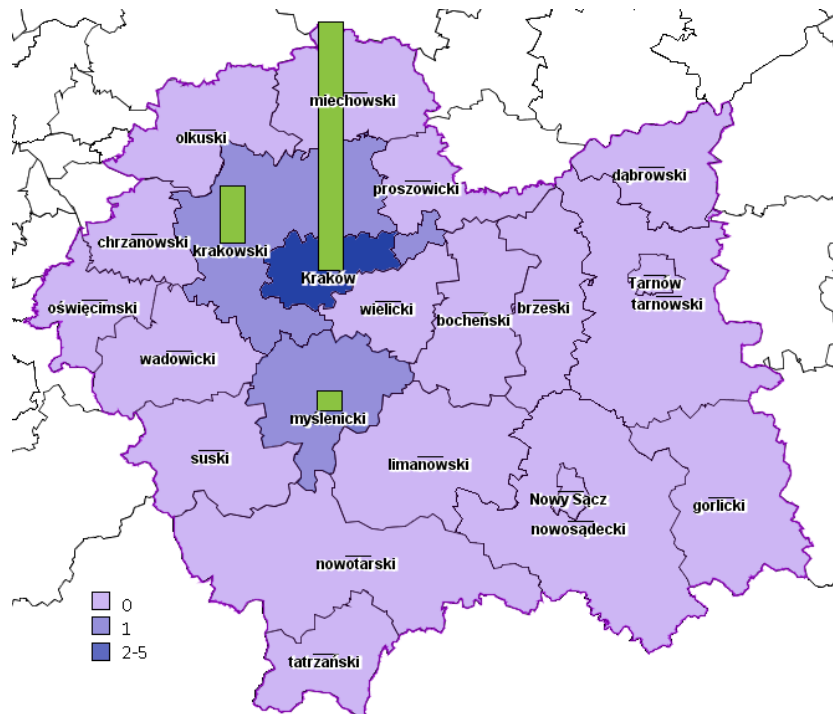 miechowski
olkuski
dąbrowski
proszowicki
chrzanowski
krakowski
Kraków
Tarnów
oświęcimski
tarnowski
wielicki
bocheński
brzeski
wadowicki
myslenicki
suski
limanowski
Nowy Sącz
gorlicki
nowosądecki
nowotarski
0
1
2-5
tatrzański